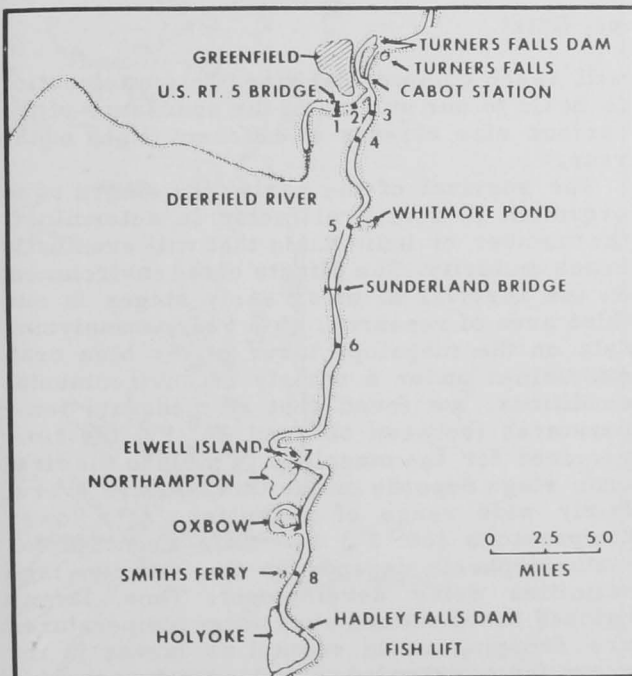 GREENFIELD
TURNERS FALLS DAM
TURNERS FALLS
U.S. RT. 5 BRIDGE
CABOT STATION
1
2
1
3
4
DEERFIELD RIVER
WHITMORE POND
5
SUNDERLAND BRIDGE
6
ELWELL ISLAND
7
NORTHAMPTON
OXBOW
0 2.5 5.0
MILES
SMITHS FERRY
8
HOLYOKE
HADLEY FALLS DAM
FISH LIFT